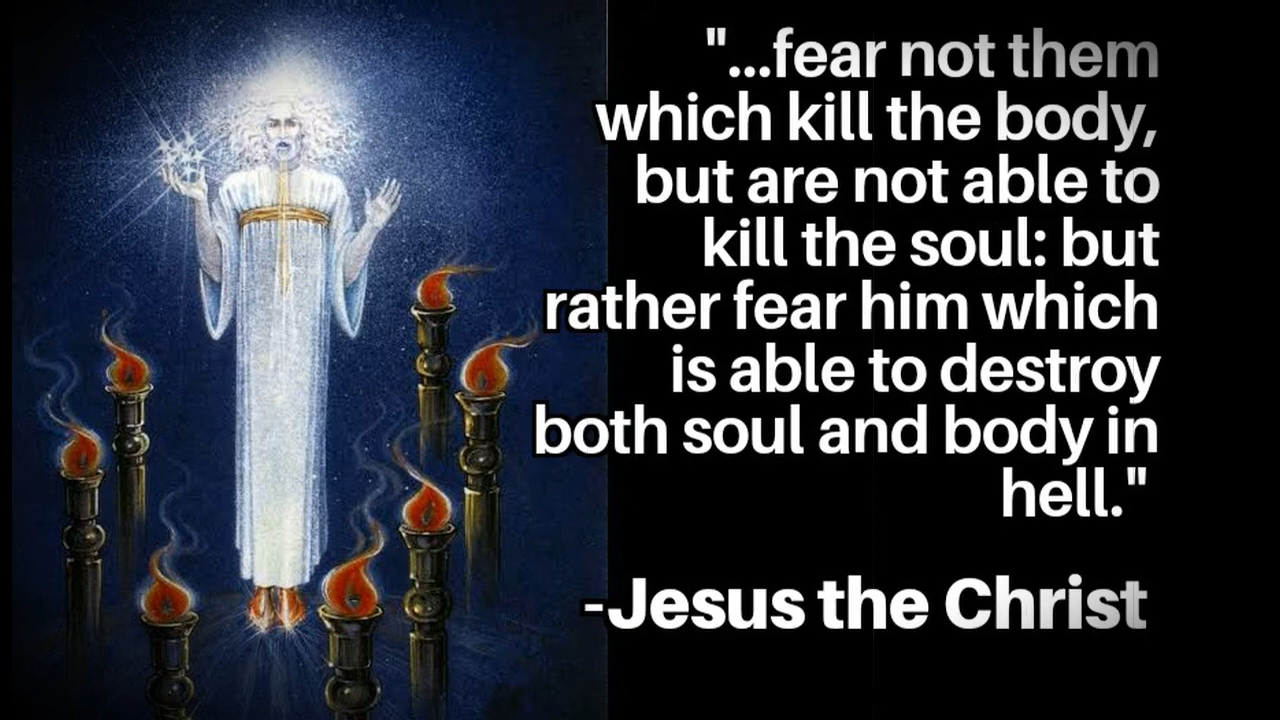 "...fear not them
which kill the body,
but are not able to
kill the soul: but
rather fear him which
is able to destroy
both soul and body in
hell."
-Jesus the Christ